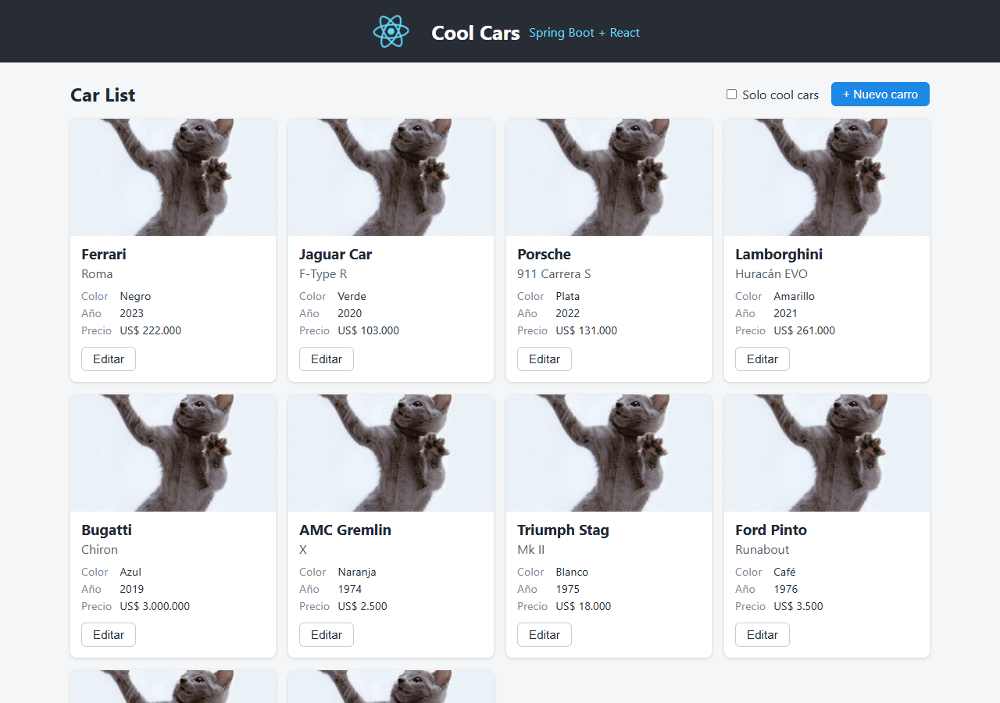 Cool Cars Spring Boot + React
Car List
Solo cool cars
+ Nuevo carro
Ferrari
Roma
Color Negro
Año 2023
Precio US$ 222.000
Editar
Jaguar Car
F-Type R
Color Verde
Año 2020
Precio US$ 103.000
Editar
Porsche
911 Carrera S
Color Plata
Año 2022
Precio US$ 131.000
Editar
Lamborghini
Huracán EVO
Color Amarillo
Año 2021
Precio US$ 261.000
Editar
Bugatti
Chiron
Color Azul
Año 2019
Precio US$ 3.000.000
Editar
AMC Gremlin
X
Color Naranja
Año 1974
Precio US$ 2.500
Editar
Triumph Stag
Mk II
Color Blanco
Año 1975
Precio US$ 18.000
Editar
Ford Pinto
Runabout
Color Café
Año 1976
Precio US$ 3.500
Editar